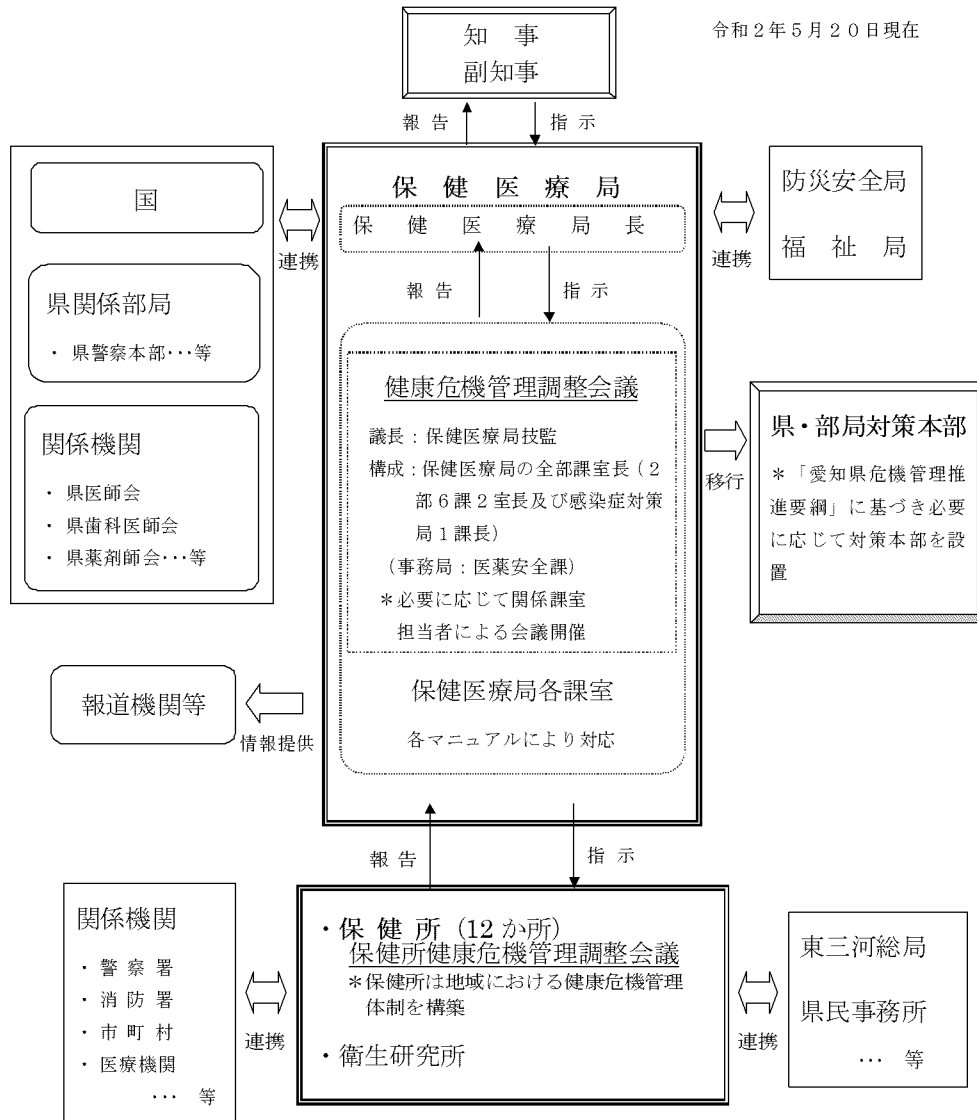 令和２年５月２０日現在
知　事
副知事
報 告
指 示
国
県関係部局
・ 県警察本部･･･等
関係機関
・ 県医師会
・ 県歯科医師会
・ 県薬剤師会･･･等
連携
保 健 医 療 局
保 健 医 療 局 長
報 告
指 示
健康危機管理調整会議
議長：保健医療局技監
構成：保健医療局の全部課室長（２
部６課２室長及び感染症対策
局１課長）
（事務局：医薬安全課）
＊必要に応じて関係課室
担当者による会議開催
保健医療局各課室
各マニュアルにより対応
連携
防災安全局
福　祉　局
移行
県・部局対策本部
＊「愛知県危機管理推
進要綱」に基づき必要
に応じて対策本部を設
置
報道機関等
情報提供
報 告
指 示
関係機関
・ 警 察 署
・ 消 防 署
・ 市 町 村
・ 医療機関
･･･ 等
連携
・保 健 所（12 か所）
保健所健康危機管理調整会議
＊保健所は地域における健康危機管理
体制を構築
・衛生研究所
連携
東三河総局
県民事務所
･･･ 等